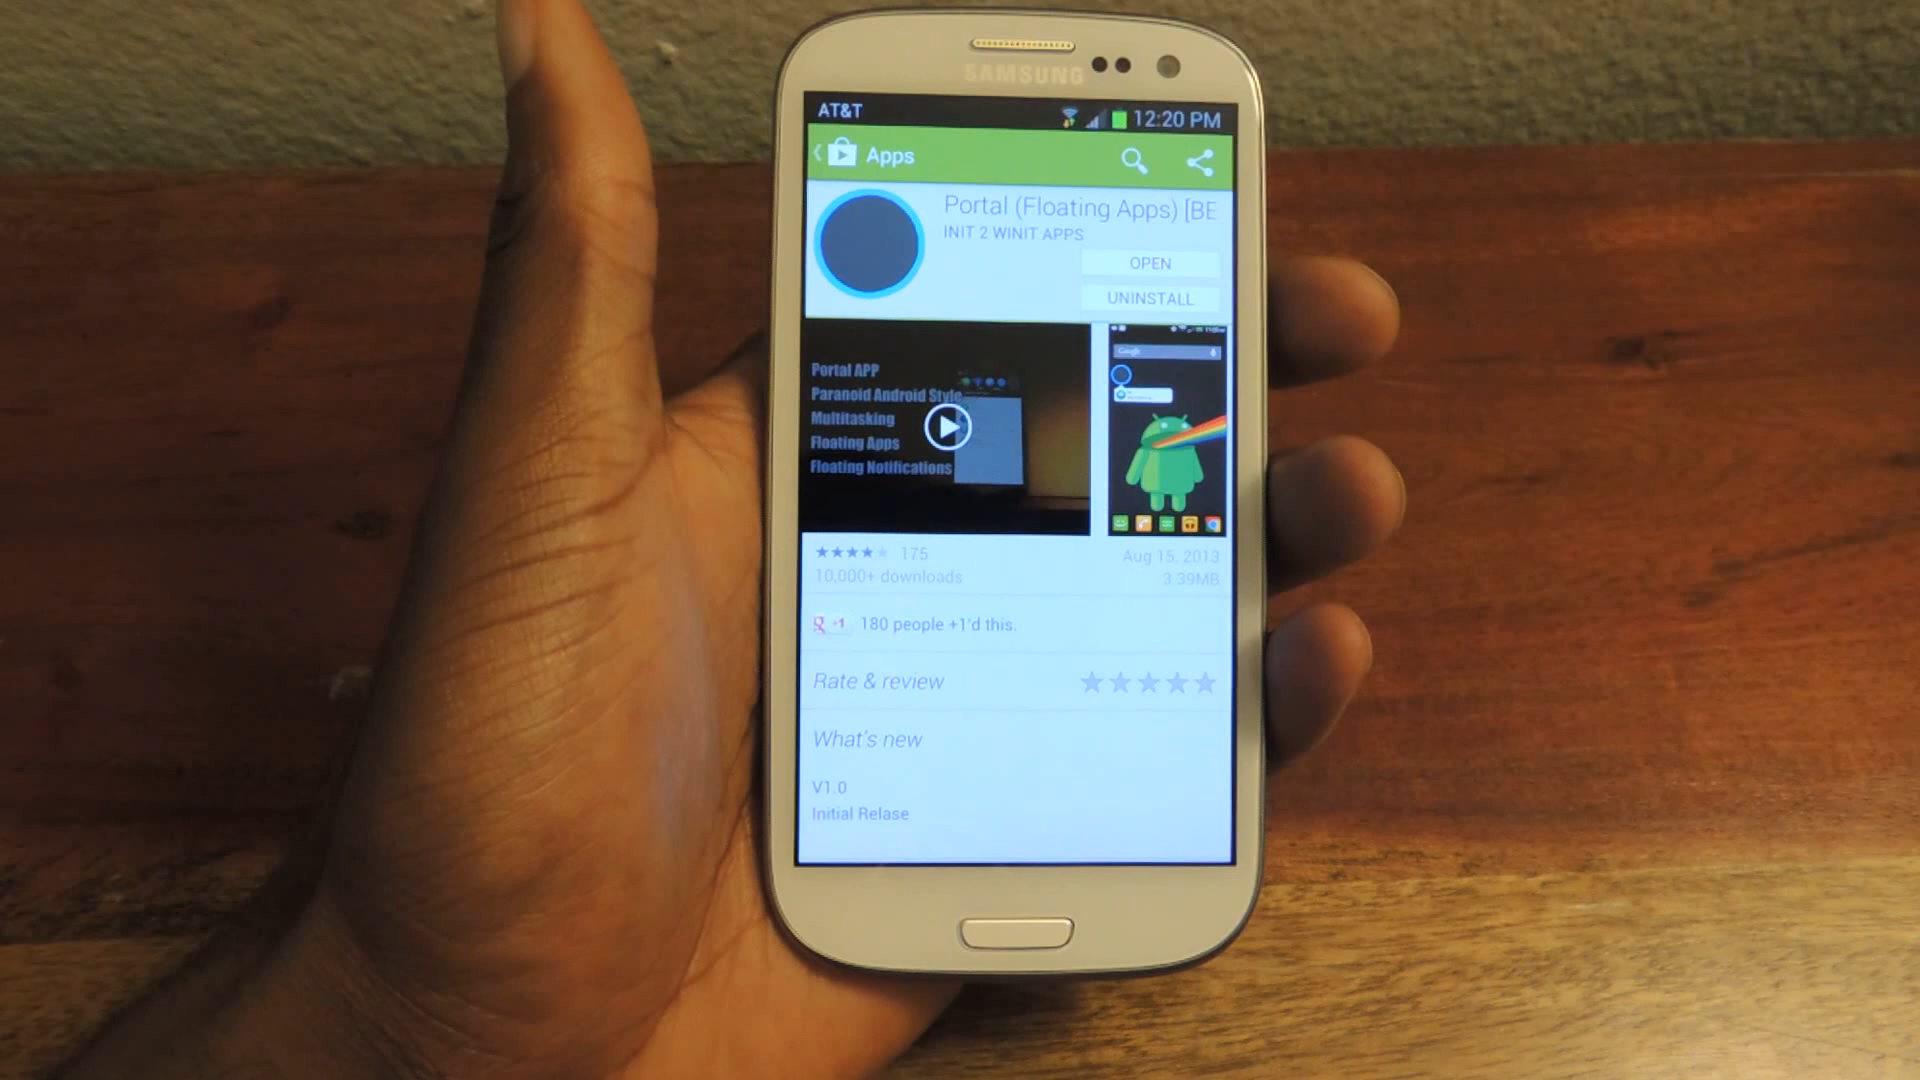 SAMSUNG
AT&T 12:20 PM
Apps
Portal (Floating Apps) [BE
INIT 2 WINIT APPS
OPEN
UNINSTALL
Portal APP
Paranoid Android Style
Multitasking
Floating Apps
Floating Notifications
Google
175
Aug 15, 2013
10,000+ downloads
3.39MB
g +1 180 people +1'd this.
Rate & review
What's new
V1.0
Initial Relase